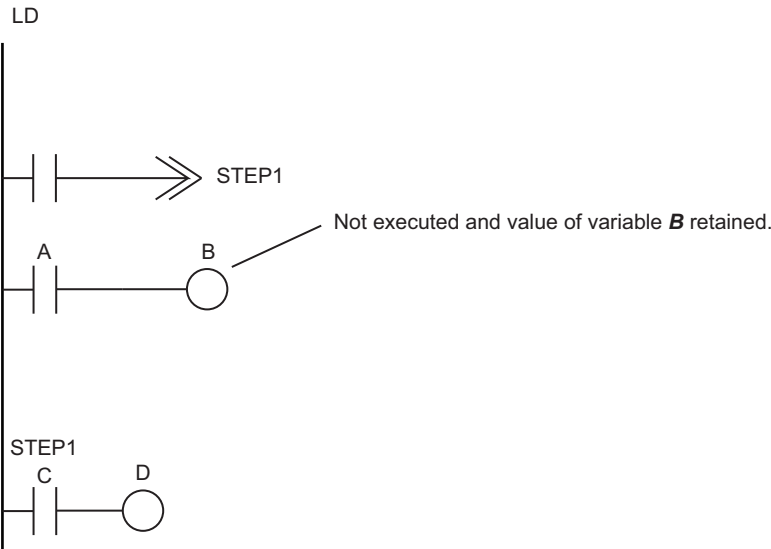 LD
STEP1
Not executed and value of variable B retained.
A
B
STEP1
C
D